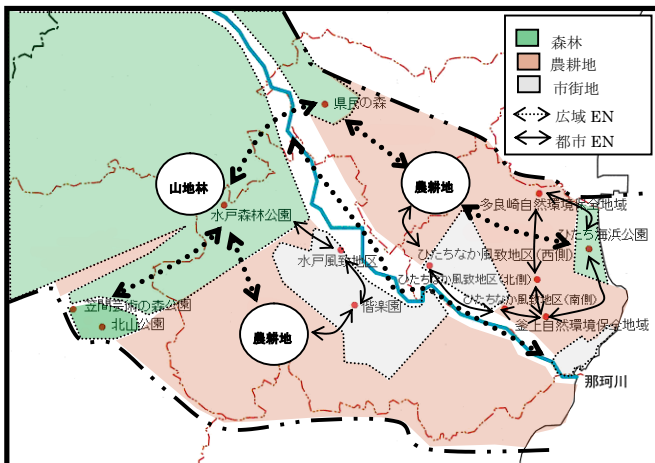 森林
農耕地
市街地
広域 EN
都市 EN
県民の森
山地林
農耕地
水戸森林公園
多良崎自然環境保全地域
ひたち海浜公園
水戸風致地区
ひたちなか風致地区(西側)
ひたちなか風致地区(北側)
ひたちなか風致地区(南側)
笠間芸術の森公園
偕楽園
北山公園
農耕地
釜上自然環境保全地域
那珂川